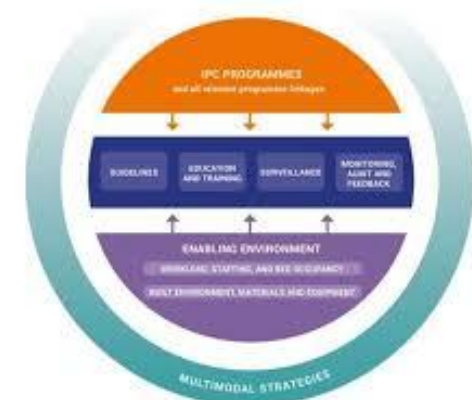 IPC PROGRAMMES
and all relevant programme linkages
GUIDELINES
EDUCATION
AND TRAINING
SURVEILLANCE
MONITORING,
AUDIT AND
FEEDBACK
ENABLING ENVIRONMENT
WORKLOAD, STAFFING, AND BED OCCUPANCY
BUILT ENVIRONMENT, MATERIALS AND EQUIPMENT
MULTIMODAL STRATEGIES